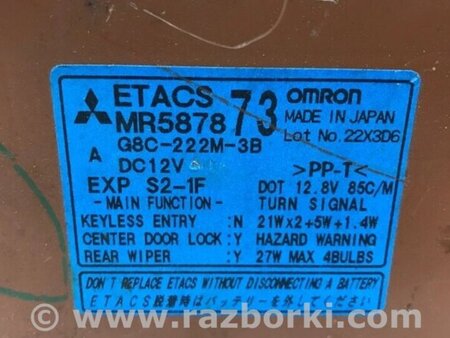 ETACS 73 OMRON
MR5878 MADE IN JAPAN
G8C-222M-3B Lot No. 22X3D6
A DC12V >PP-T<
EXP S2-1F DOT 12.8V 85C/M
-MAIN FUNCTION- TURN SIGNAL
KEYLESS ENTRY :N 21W×2+5W+1.4W
CENTER DOOR LOCK:Y HAZARD WARNING
REAR WIPER :Y 27W MAX 4BULBS
DON'T REPLACE ETACS WITHOUT DISCONNECTING A BATTERY
ETACS脱着時はバッテリーを外してください
© www.razborki.com